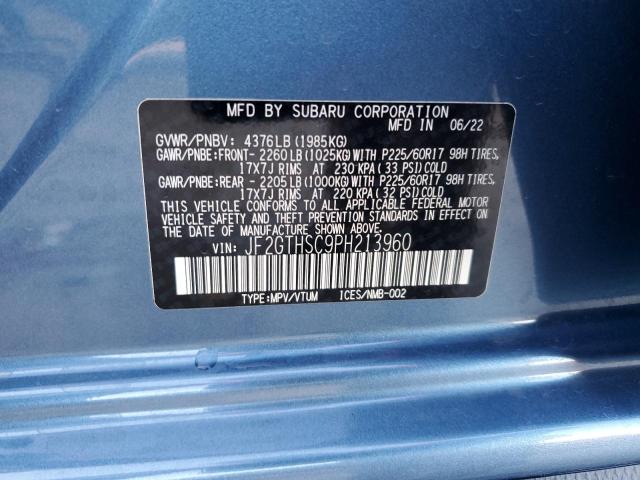 MFD BY SUBARU CORPORATION
MFD IN 06/22
GVWR/PNBV: 4376LB (1985KG)
GAWR/PNBE:FRONT- 2260LB (1025KG) WITH P225/60R17 98H TIRES,
17X7J RIMS AT 230 KPA (33 PSI) COLD
GAWR/PNBE:REAR - 2205LB (1000KG) WITH P225/60R17 98H TIRES,
17X7J RIMS AT 220 KPA (32 PSI) COLD
THIS VEHICLE CONFORMS TO ALL APPLICABLE FEDERAL MOTOR
VEHICLE SAFETY AND THEFT PREVENTION STANDARDS
IN EFFECT ON THE DATE OF MANUFACTURE SHOWN ABOVE.
VIN: JF2GTHSC9PH213960
TYPE:MPV/VTUM ICES/NMB-002